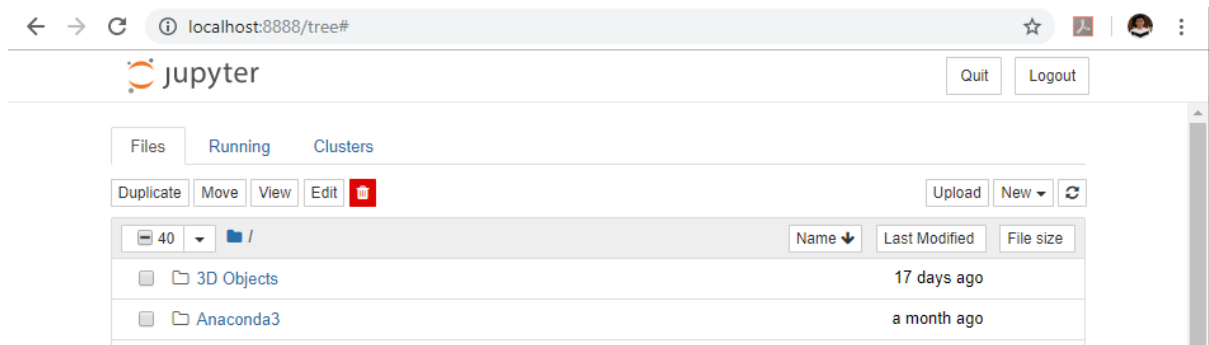 localhost:8888/tree#
jupyter Quit Logout
Files Running Clusters
Duplicate Move View Edit Upload New
40 / Name Last Modified File size
3D Objects 17 days ago
Anaconda3 a month ago